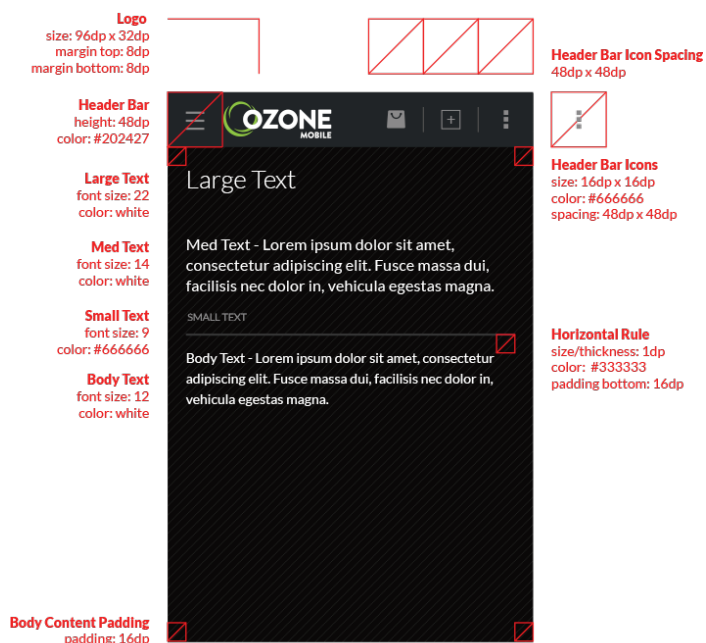 Logo
size: 96dp x 32dp
margin top: 8dp
margin bottom: 8dp
Header Bar Icon Spacing
48dp x 48dp
Header Bar
height: 48dp
color: #202427
OZONE
MOBILE
Header Bar Icons
size: 16dp x 16dp
color: #666666
spacing: 48dp x 48dp
Large Text
font size: 22
color: white
Large Text
Med Text
font size: 14
color: white
Med Text - Lorem ipsum dolor sit amet,
consectetur adipiscing elit. Fusce massa dui,
facilisis nec dolor in, vehicula egestas magna.
Small Text
font size: 9
color: #666666
SMALL TEXT
Horizontal Rule
size/thickness: 1dp
color: #333333
padding bottom: 16dp
Body Text
font size: 12
color: white
Body Text - Lorem ipsum dolor sit amet, consectetur
adipiscing elit. Fusce massa dui, facilisis nec dolor in,
vehicula egestas magna.
Body Content Padding
padding: 16dp